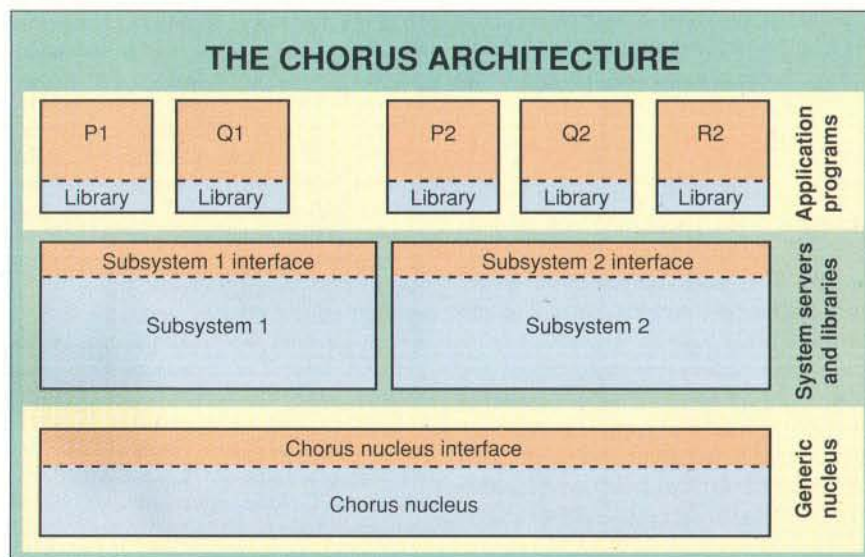 THE CHORUS ARCHITECTURE
P1
Q1
P2
Q2
R2
Library
Library
Library
Library
Library
Application
programs
Subsystem 1 interface
Subsystem 2 interface
Subsystem 1
Subsystem 2
System servers
and libraries
Chorus nucleus interface
Chorus nucleus
Generic
nucleus